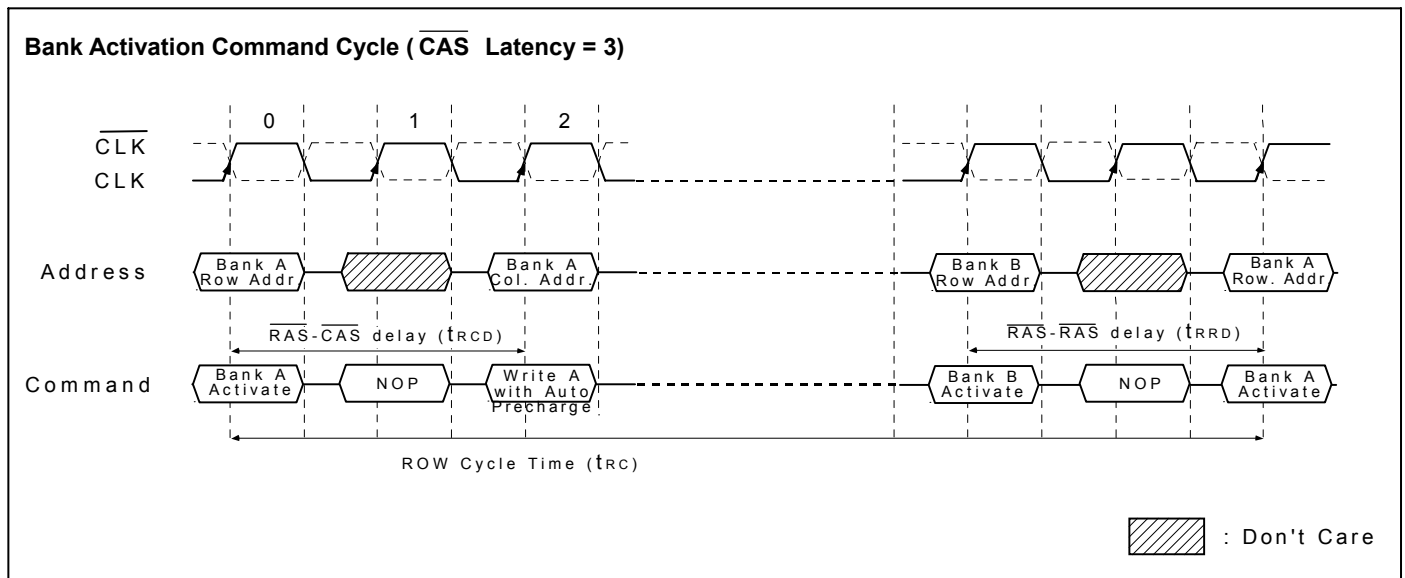 Bank Activation Command Cycle ( CAS Latency = 3)
0 1 2
CLK
CLK
Address
Bank A
Row Addr.
Bank A
Col. Addr.
Bank B
Row Addr.
Bank A
Row. Addr
RAS-CAS delay (tRCD)
RAS-RAS delay (tRRD)
Command
Bank A
Activate
NOP
Write A
with Auto
Precharge
Bank B
Activate
NOP
Bank A
Activate
ROW Cycle Time (tRC)
: Don't Care